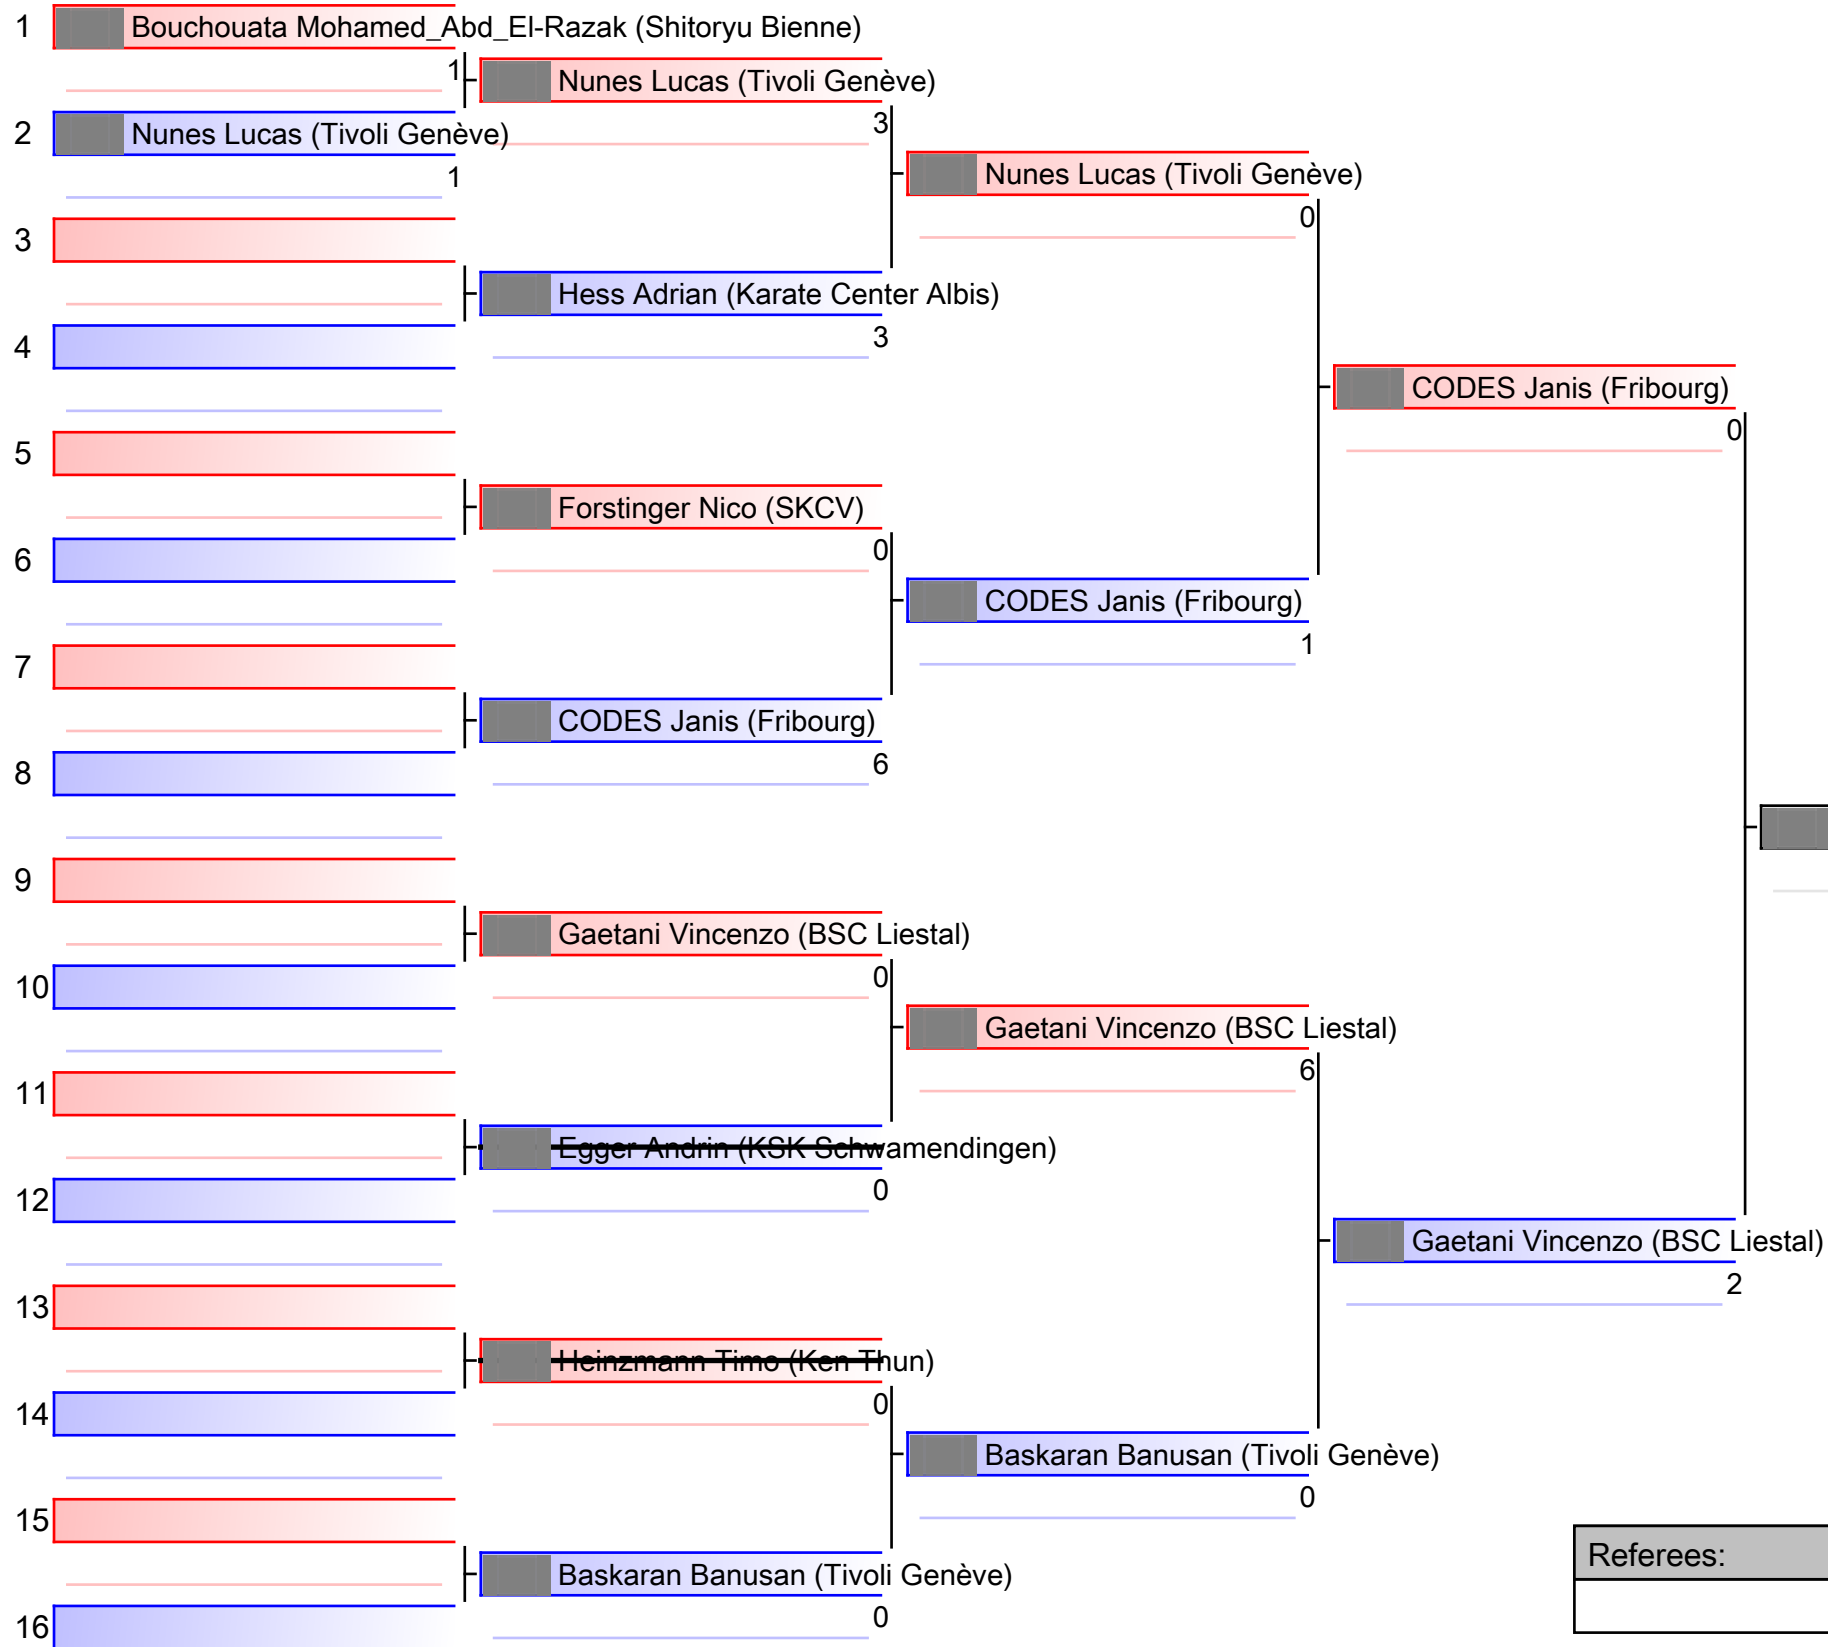 1 Bouchouata Mohamed_Abd_El-Razak (Shitoryu Bienne)
1
Nunes Lucas (Tivoli Genève)
3
2 Nunes Lucas (Tivoli Genève)
1
Nunes Lucas (Tivoli Genève)
0
3
Hess Adrian (Karate Center Albis)
3
4
CODES Janis (Fribourg)
0
5
Forstinger Nico (SKCV)
0
6
CODES Janis (Fribourg)
1
7
CODES Janis (Fribourg)
6
8
9
Gaetani Vincenzo (BSC Liestal)
0
10
Gaetani Vincenzo (BSC Liestal)
6
11
Egger Andrin (KSK Schwamendingen)
0
12
Gaetani Vincenzo (BSC Liestal)
2
13
Heinzmann Timo (Ken Thun)
0
14
Baskaran Banusan (Tivoli Genève)
0
15
Baskaran Banusan (Tivoli Genève)
0
16
Referees: